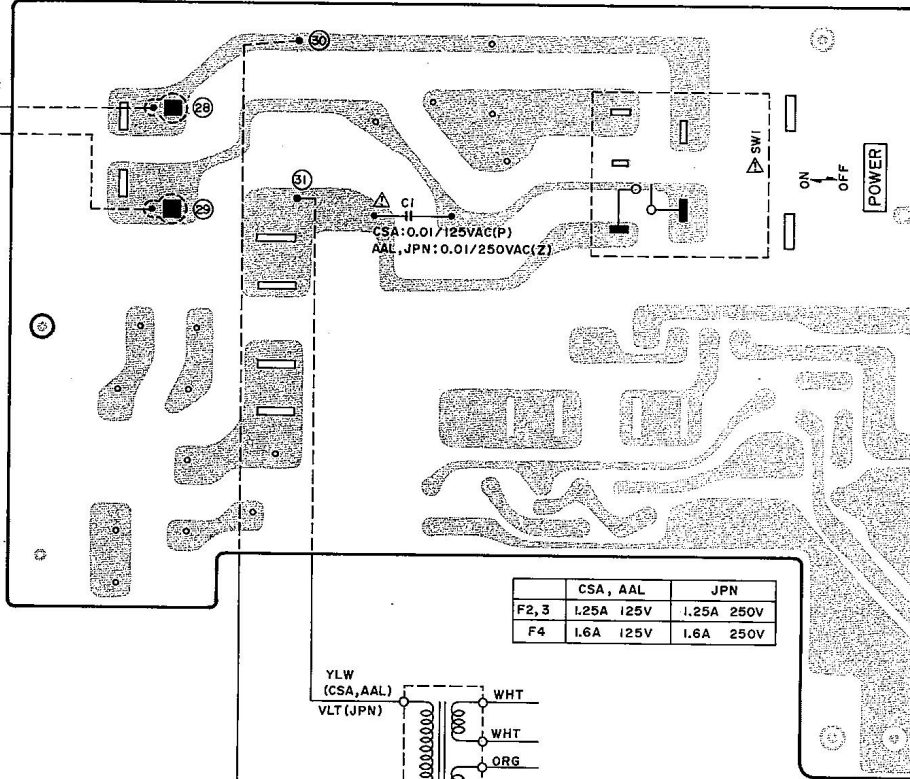 30
28
29
31
⚠ C1
CSA:0.01/125VAC(P)
AAL,JPN:0.01/250VAC(Z)
⚠ SW1
ON ↔ OFF
POWER
CSA, AAL JPN
F2,3 1.25A 125V 1.25A 250V
F4 1.6A 125V 1.6A 250V
YLW
(CSA,AAL)
VLT(JPN)
WHT
WHT
ORG